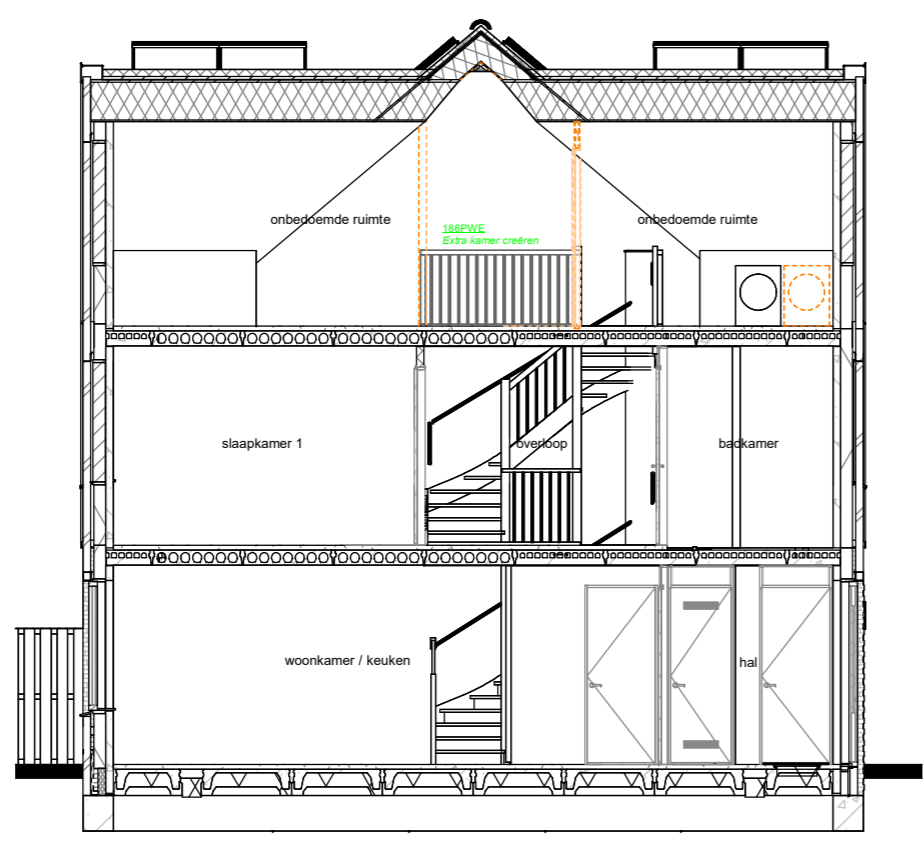 onbedoemde ruimte
onbedoemde ruimte
186PWE
Extra kamer creëren
slaapkamer 1
overloop
badkamer
woonkamer / keuken
hal